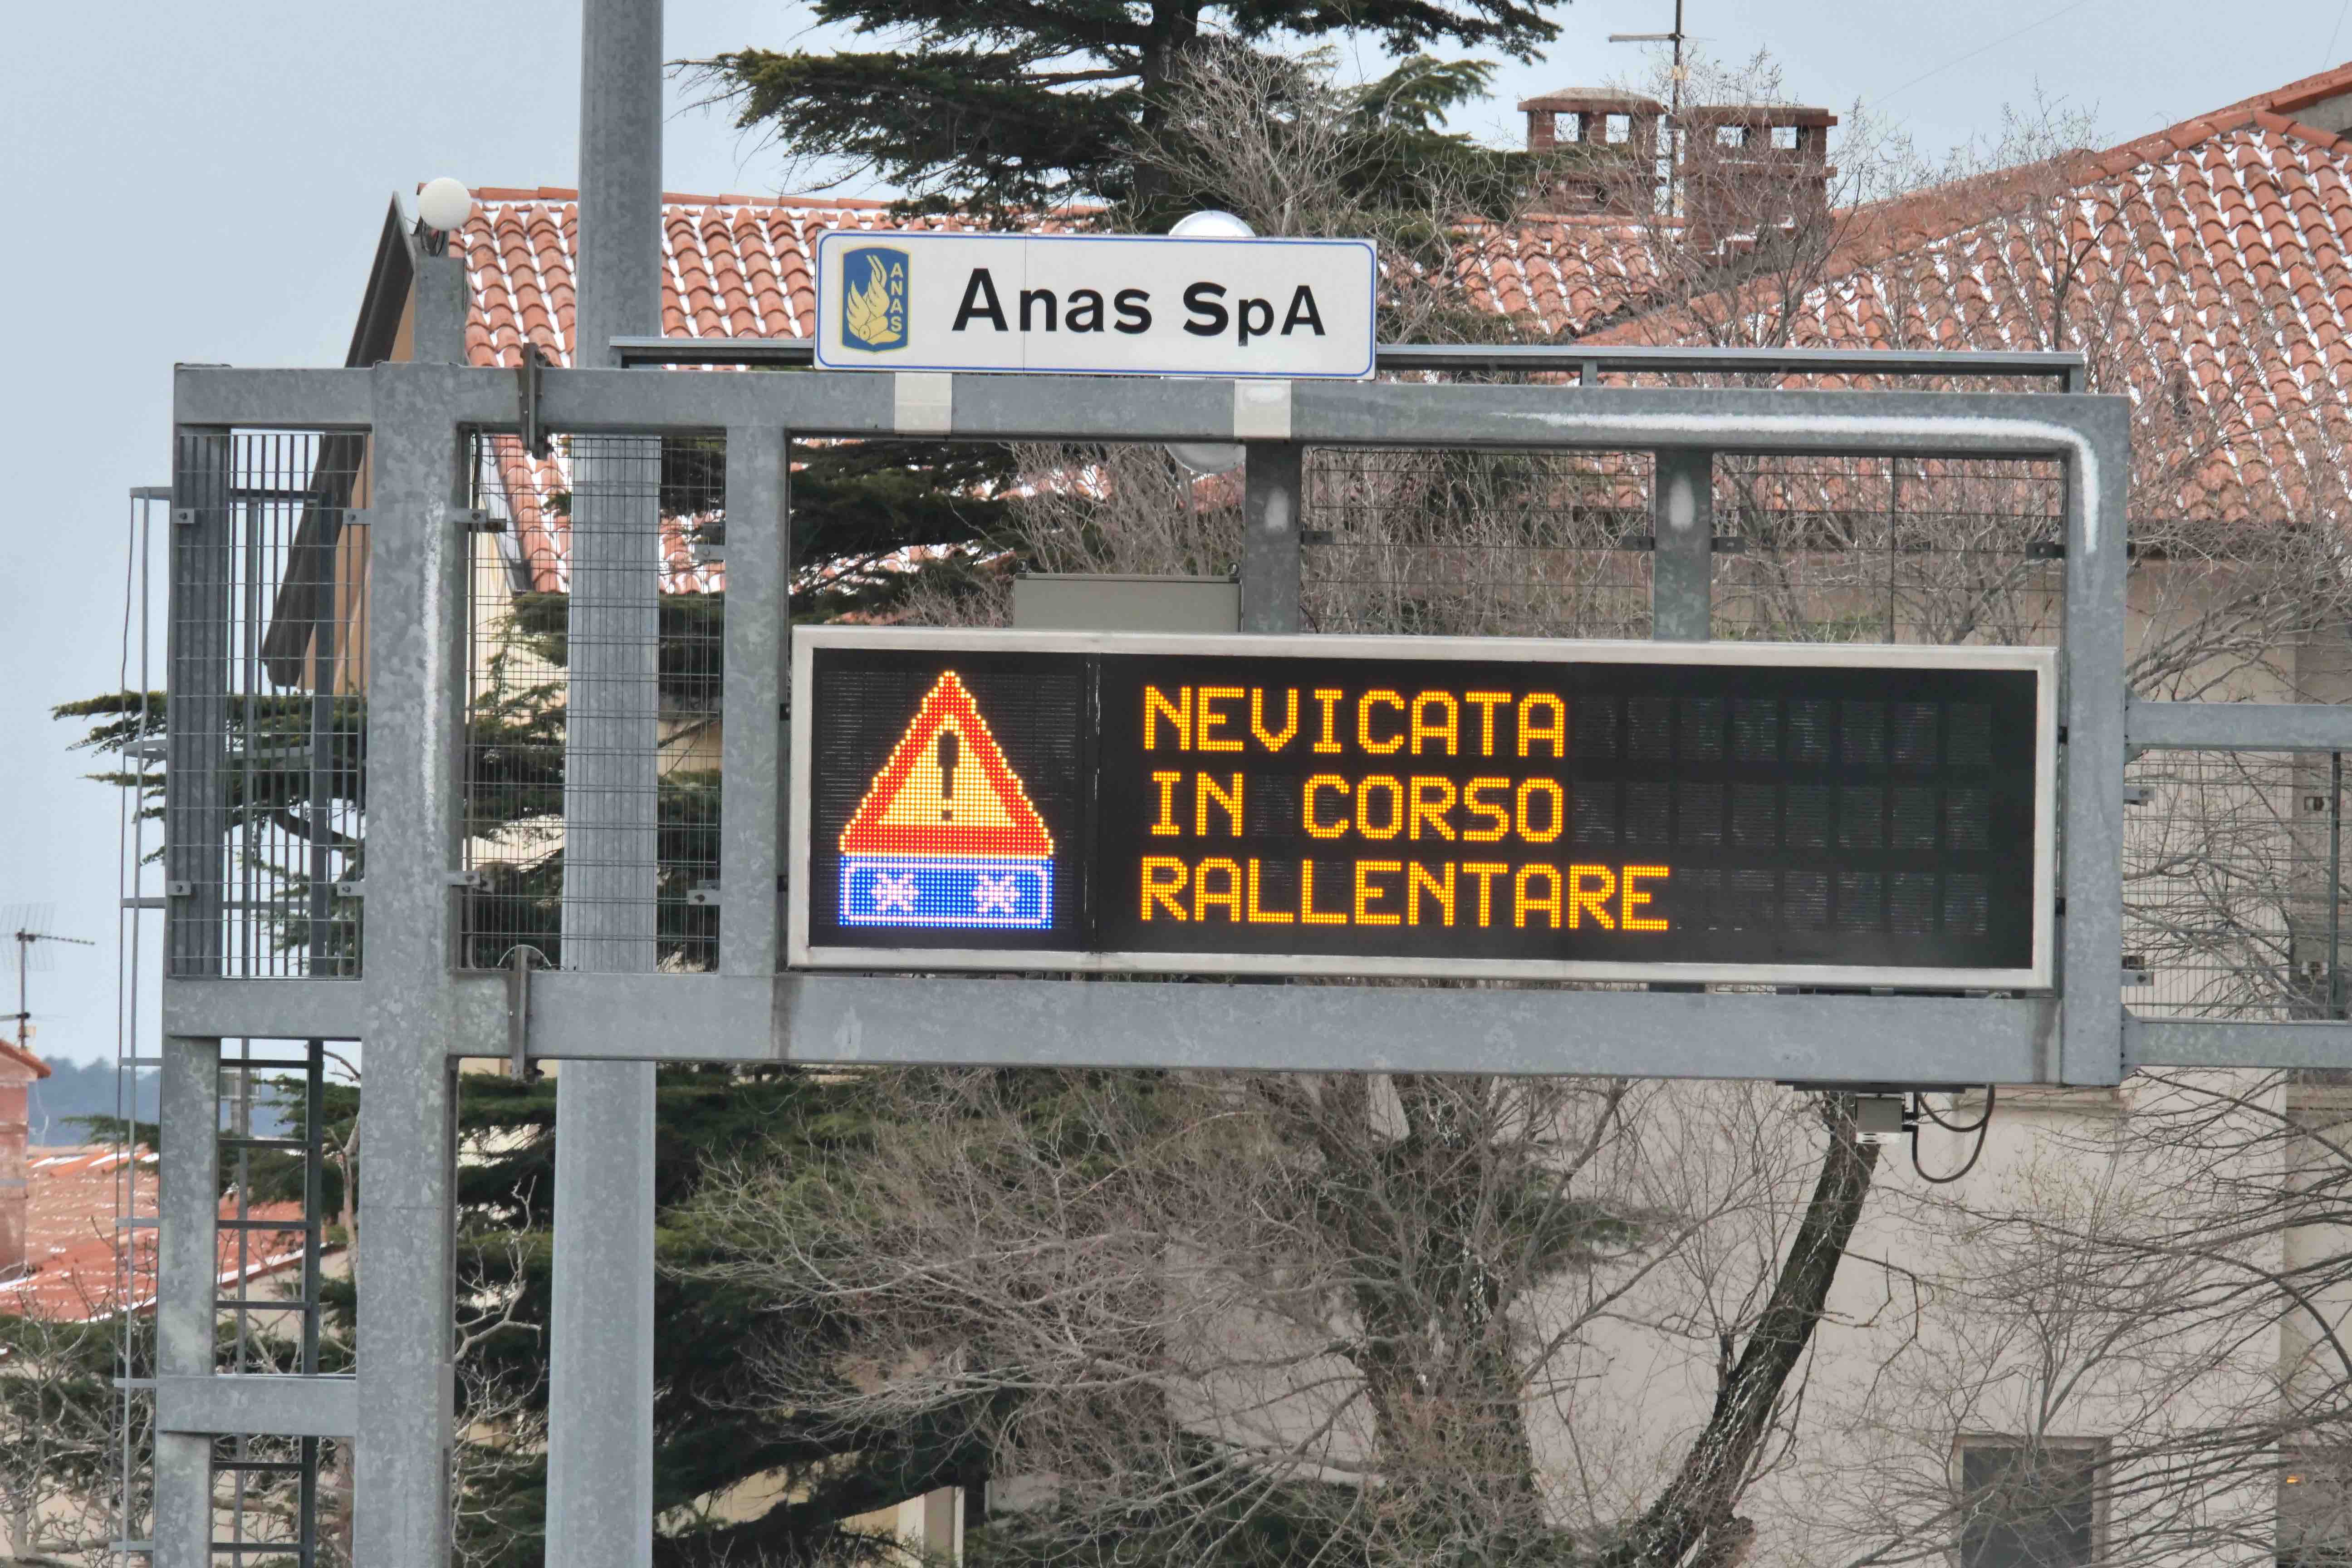 ANAS
Anas SpA
NEVICATA
IN CORSO
RALLENTARE